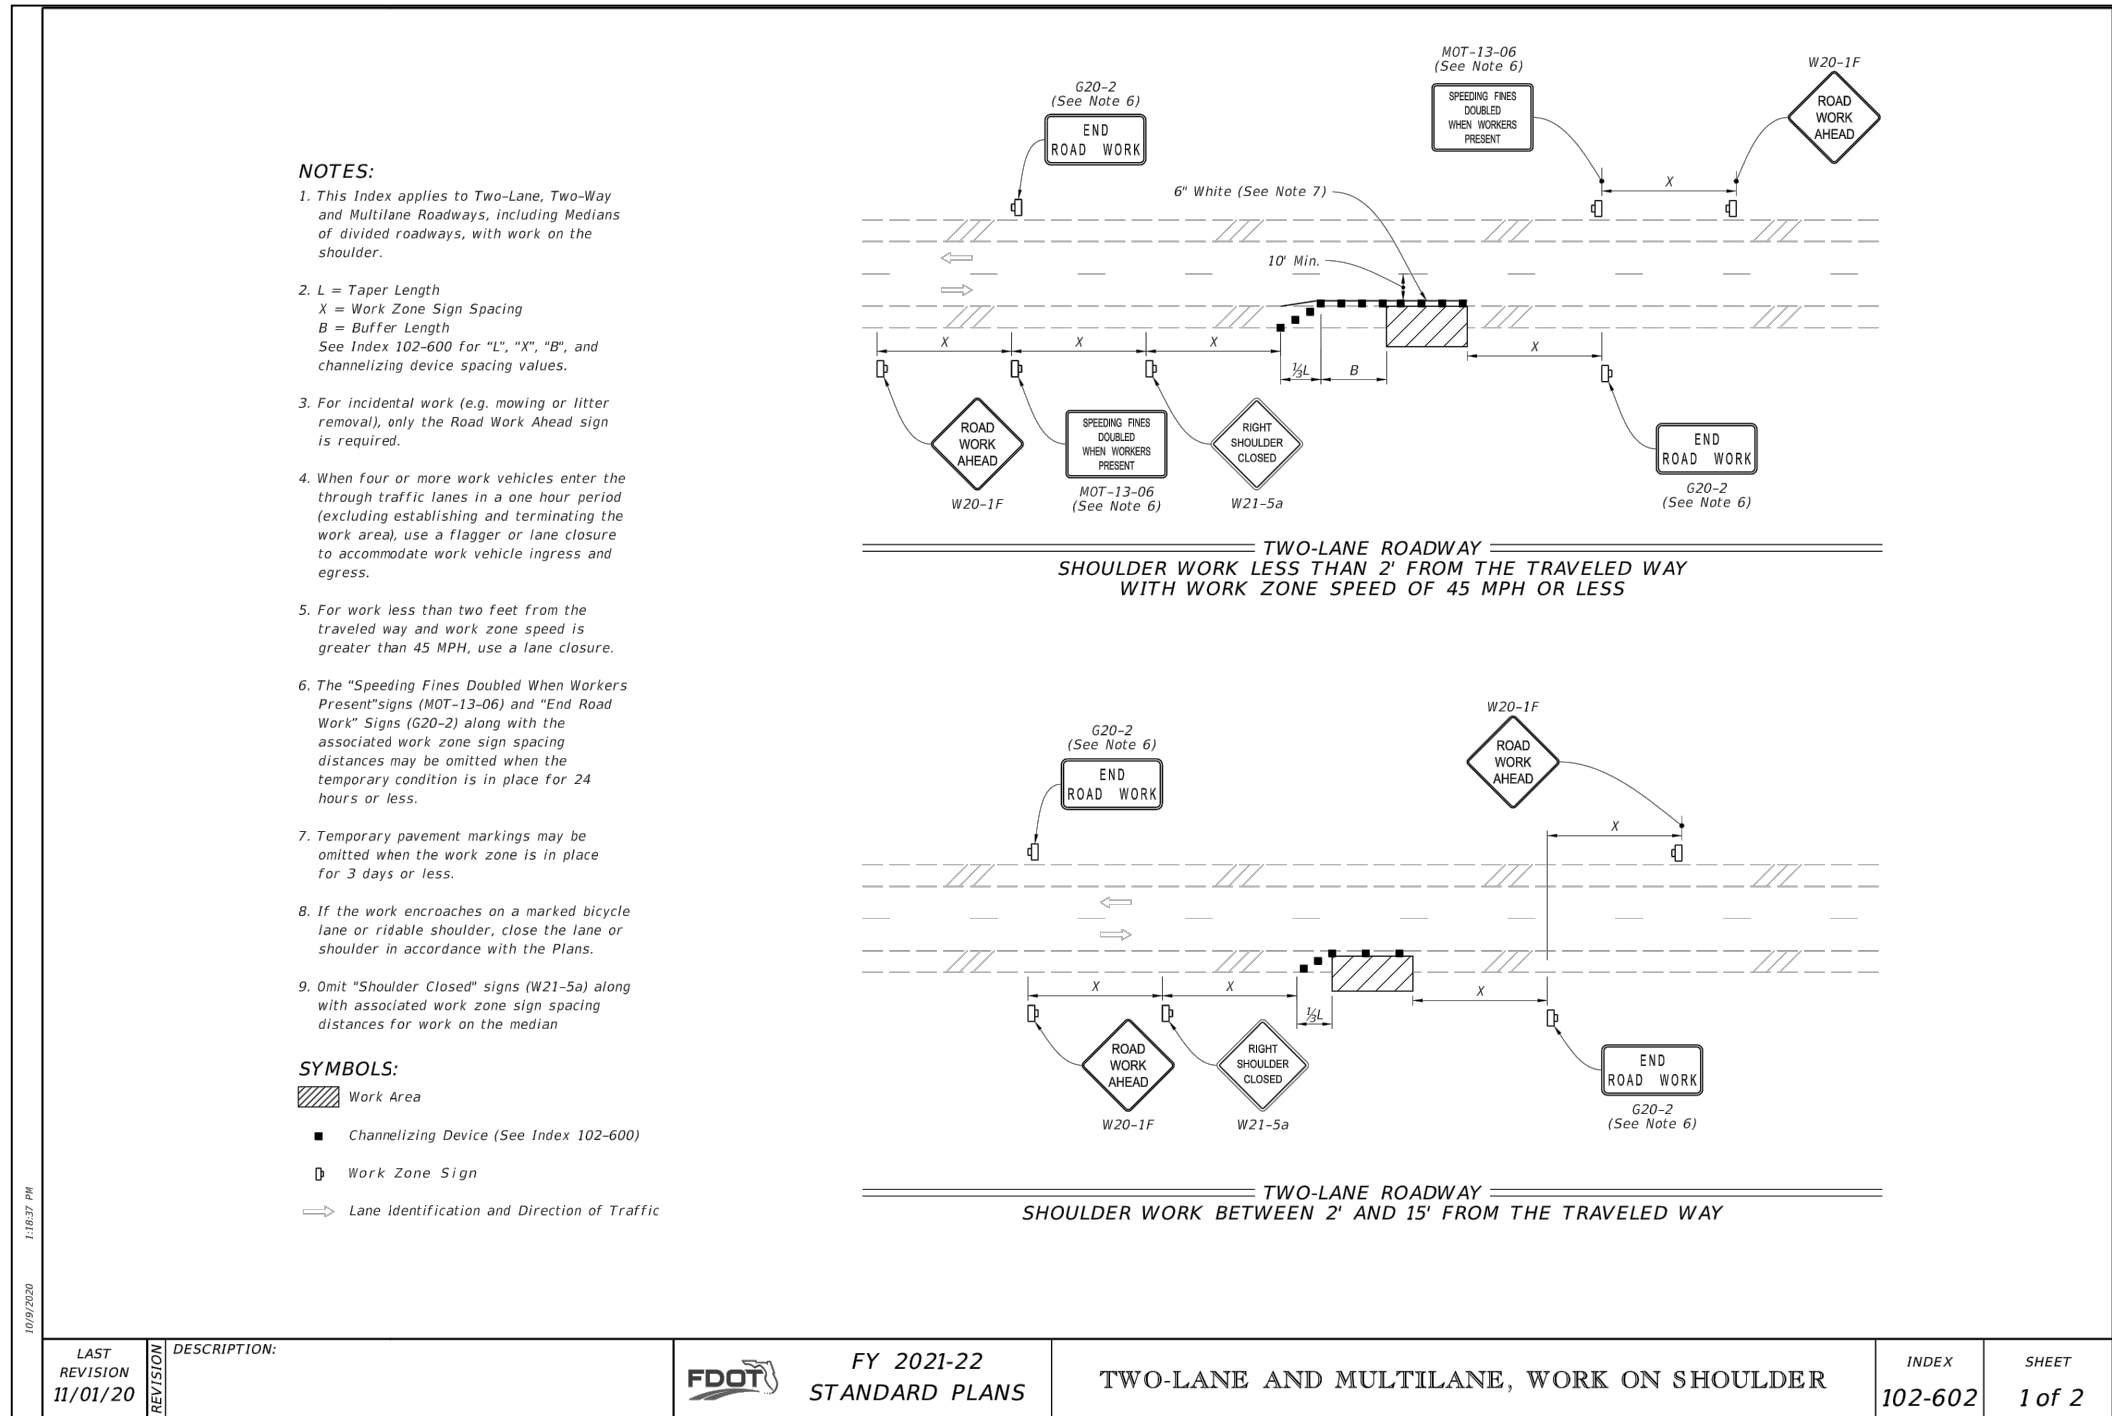 NOTES:
1. This Index applies to Two-Lane, Two-Way
and Multilane Roadways, including Medians
of divided roadways, with work on the
shoulder.
2. L = Taper Length
X = Work Zone Sign Spacing
B = Buffer Length
See Index 102-600 for "L", "X", "B", and
channelizing device spacing values.
3. For incidental work (e.g. mowing or litter
removal), only the Road Work Ahead sign
is required.
4. When four or more work vehicles enter the
through traffic lanes in a one hour period
(excluding establishing and terminating the
work area), use a flagger or lane closure
to accommodate work vehicle ingress and
egress.
5. For work less than two feet from the
traveled way and work zone speed is
greater than 45 MPH, use a lane closure.
6. The "Speeding Fines Doubled When Workers
Present"signs (MOT-13-06) and "End Road
Work" Signs (G20-2) along with the
associated work zone sign spacing
distances may be omitted when the
temporary condition is in place for 24
hours or less.
7. Temporary pavement markings may be
omitted when the work zone is in place
for 3 days or less.
8. If the work encroaches on a marked bicycle
lane or ridable shoulder, close the lane or
shoulder in accordance with the Plans.
9. Omit "Shoulder Closed" signs (W21-5a) along
with associated work zone sign spacing
distances for work on the median
SYMBOLS:
Work Area
Channelizing Device (See Index 102-600)
Work Zone Sign
Lane Identification and Direction of Traffic
G20-2
(See Note 6)
END
ROAD WORK
MOT-13-06
(See Note 6)
SPEEDING FINES
DOUBLED
WHEN WORKERS
PRESENT
W20-1F
ROAD
WORK
AHEAD
X
6" White (See Note 7)
10' Min.
X
X
X
X
⅓L
B
ROAD
WORK
AHEAD
W20-1F
SPEEDING FINES
DOUBLED
WHEN WORKERS
PRESENT
MOT-13-06
(See Note 6)
RIGHT
SHOULDER
CLOSED
W21-5a
END
ROAD WORK
G20-2
(See Note 6)
TWO-LANE ROADWAY
SHOULDER WORK LESS THAN 2' FROM THE TRAVELED WAY
WITH WORK ZONE SPEED OF 45 MPH OR LESS
G20-2
(See Note 6)
END
ROAD WORK
W20-1F
ROAD
WORK
AHEAD
X
X
X
X
⅓L
ROAD
WORK
AHEAD
W20-1F
RIGHT
SHOULDER
CLOSED
W21-5a
END
ROAD WORK
G20-2
(See Note 6)
TWO-LANE ROADWAY
SHOULDER WORK BETWEEN 2' AND 15' FROM THE TRAVELED WAY
10/9/2020 1:18:37 PM
LAST
REVISION
11/01/20
REVISION
DESCRIPTION:
FDOT
FY 2021-22
STANDARD PLANS
TWO-LANE AND MULTILANE, WORK ON SHOULDER
INDEX
102-602
SHEET
1 of 2